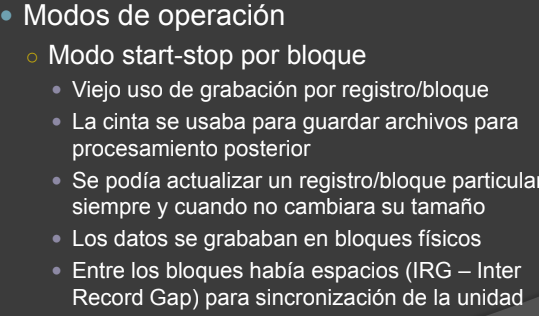 Modos de operación
Modo start-stop por bloque
Viejo uso de grabación por registro/bloque
La cinta se usaba para guardar archivos para
procesamiento posterior
Se podía actualizar un registro/bloque particular
siempre y cuando no cambiara su tamaño
Los datos se grababan en bloques físicos
Entre los bloques había espacios (IRG – Inter
Record Gap) para sincronización de la unidad